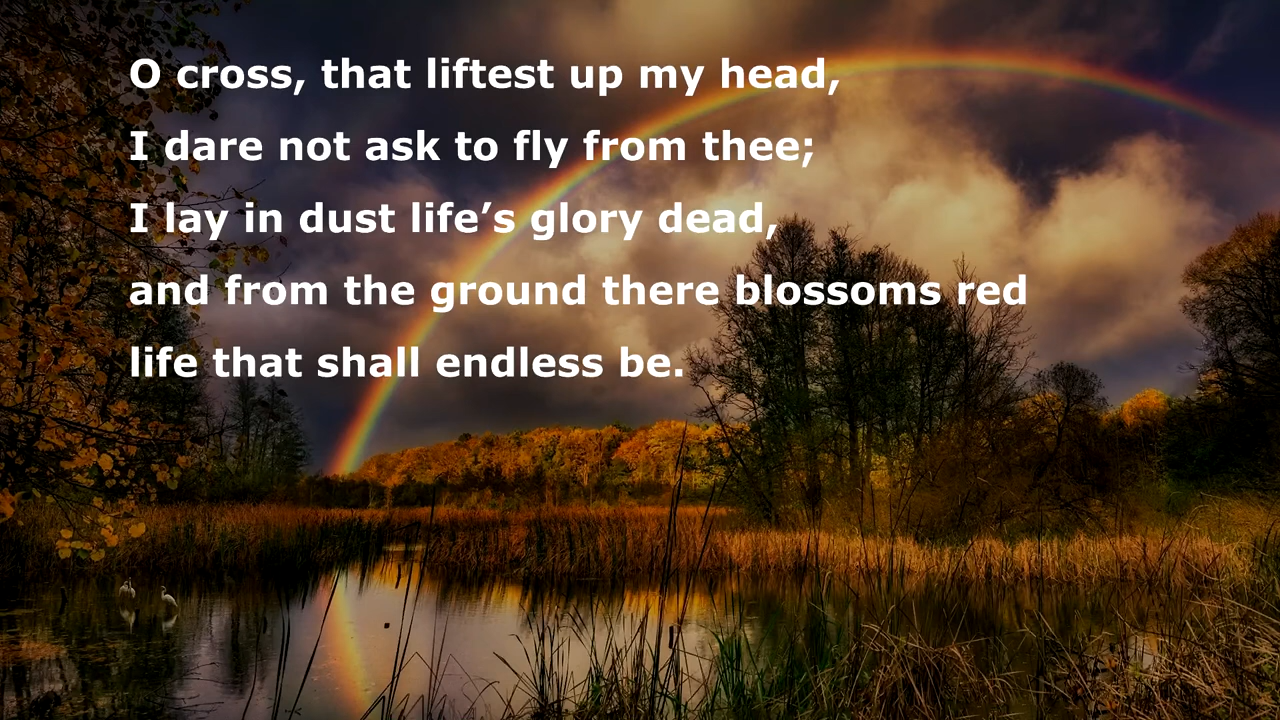 O cross, that liftest up my head,
I dare not ask to fly from thee;
I lay in dust life’s glory dead,
and from the ground there blossoms red
life that shall endless be.